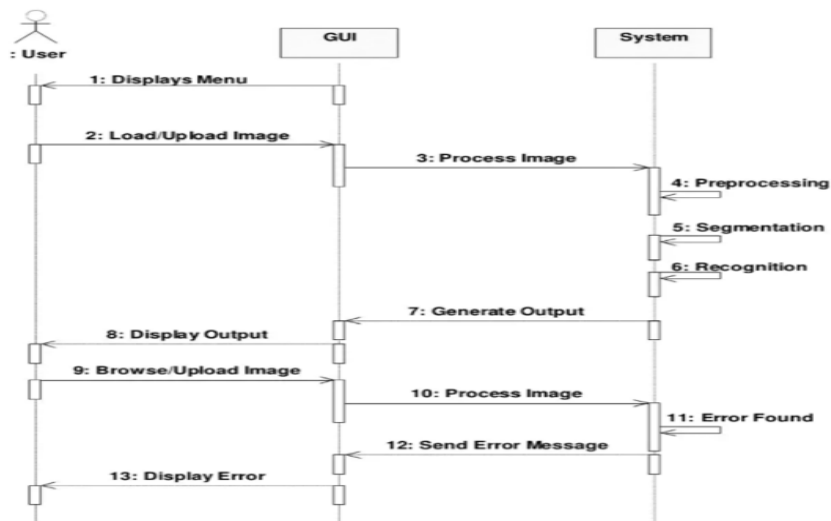 : User
GUI
System
1: Displays Menu
2: Load/Upload Image
3: Process Image
4: Preprocessing
5: Segmentation
6: Recognition
7: Generate Output
8: Display Output
9: Browse/Upload Image
10: Process Image
11: Error Found
12: Send Error Message
13: Display Error